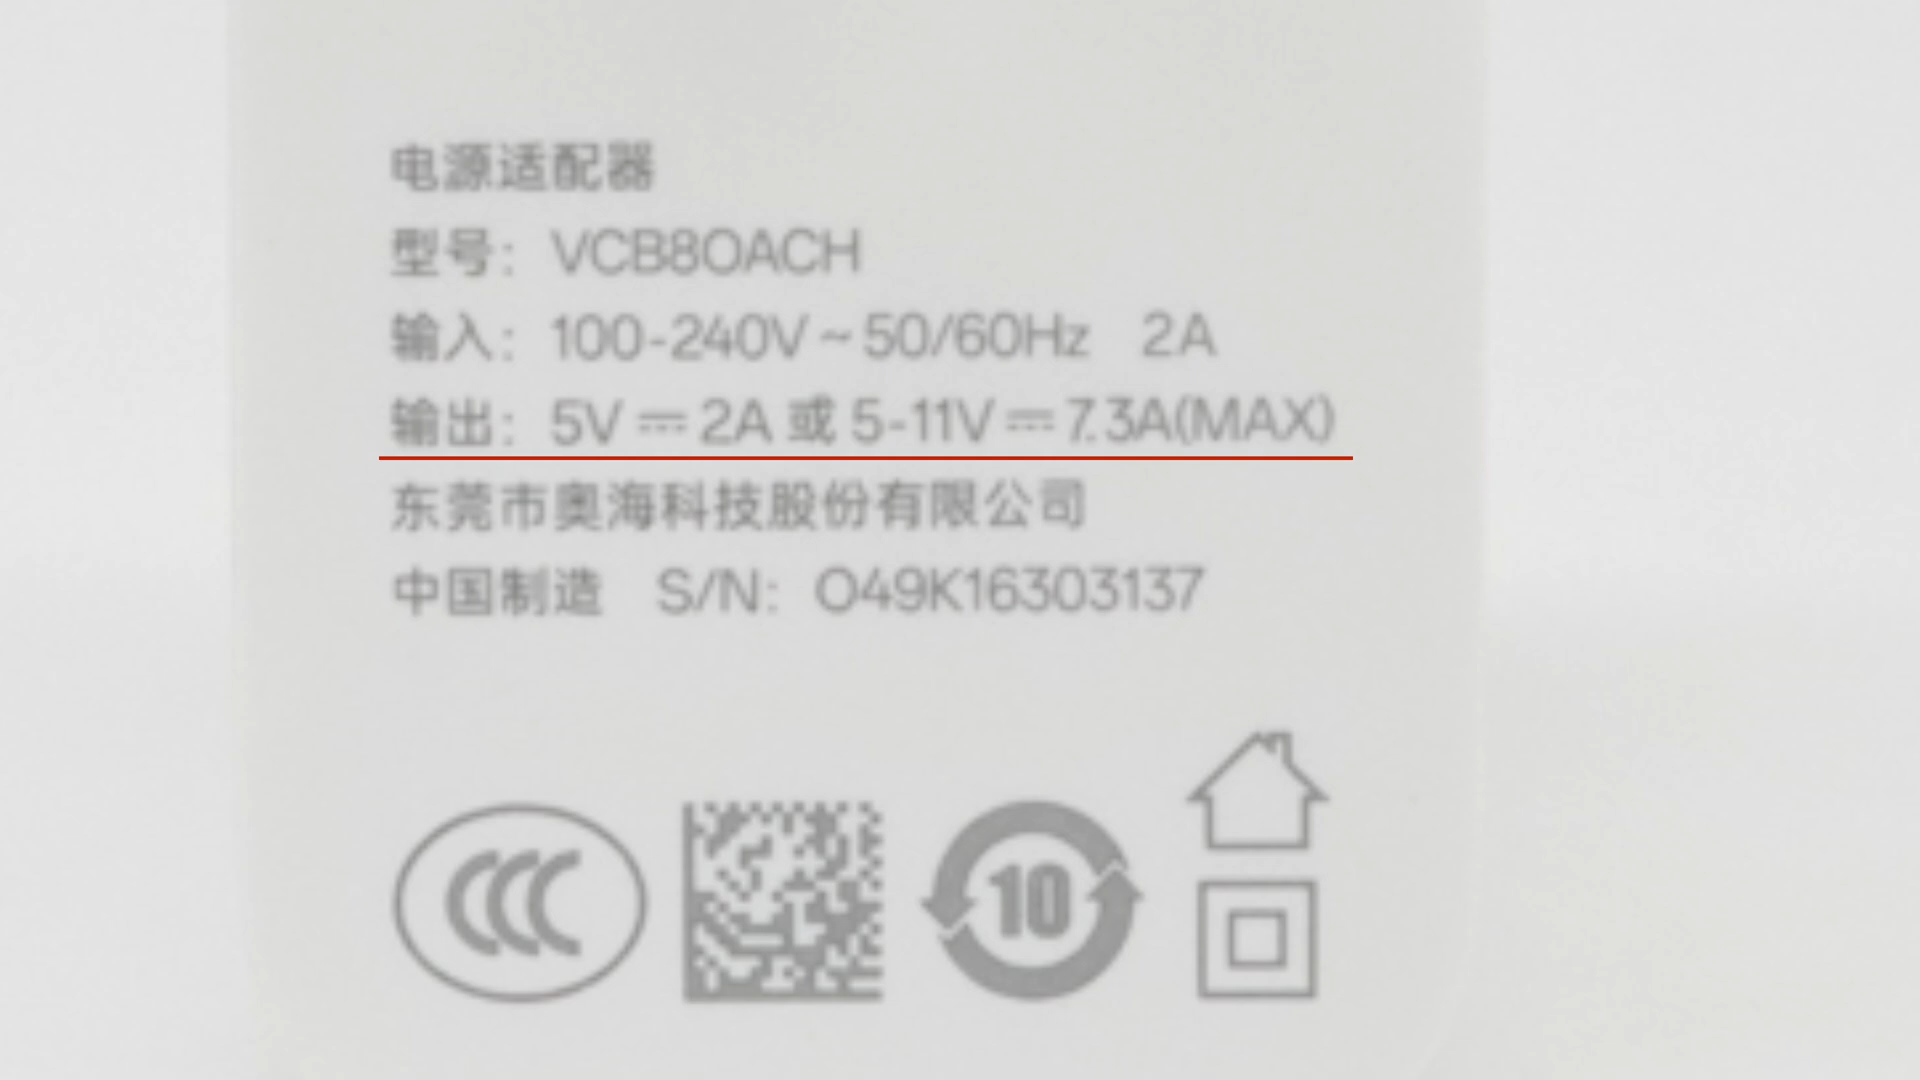 电源适配器
型号：VCB8OACH
输入：100-240V～50/60Hz 2A
输出：5V⎓2A 或 5-11V⎓7.3A(MAX)
东莞市奥海科技股份有限公司
中国制造 S/N：O49K16303137
CCC
10